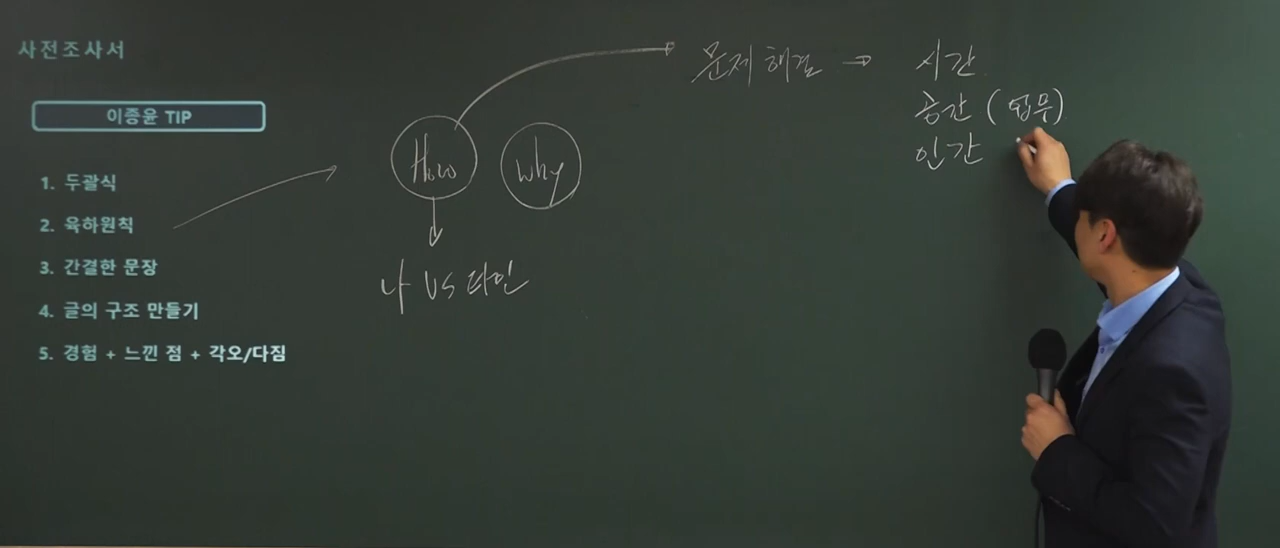 사전조사서
이종윤 TIP
1. 두괄식
2. 육하원칙
3. 간결한 문장
4. 글의 구조 만들기
5. 경험 + 느낀 점 + 각오/다짐
How
why
나 VS 타인
문제 해결 → 시간
공간 (업무)
인간